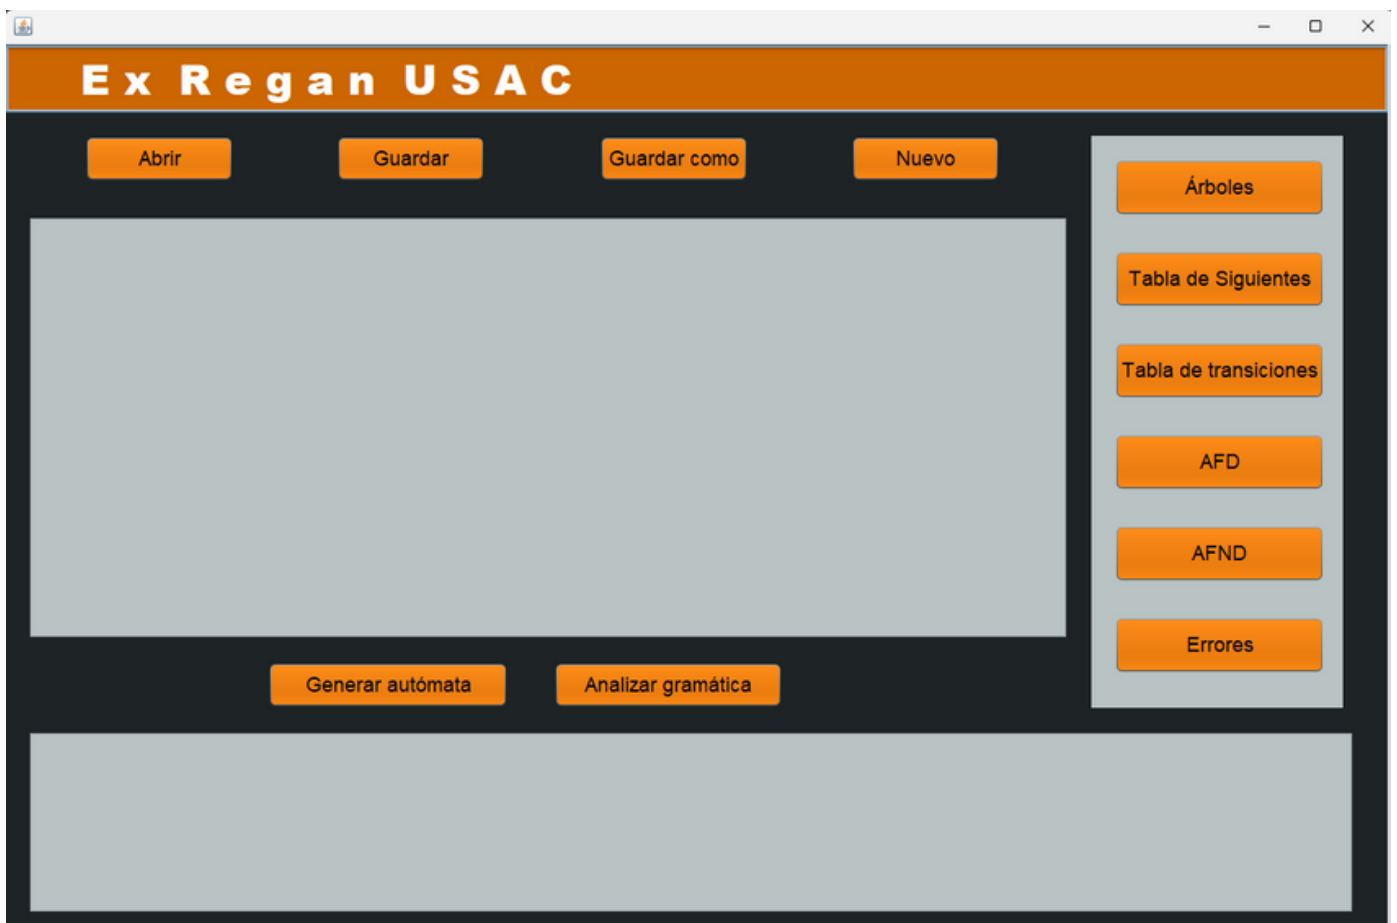 Ex Regan USAC
Abrir
Guardar
Guardar como
Nuevo
Árboles
Tabla de Siguientes
Tabla de transiciones
AFD
AFND
Errores
Generar autómata
Analizar gramática